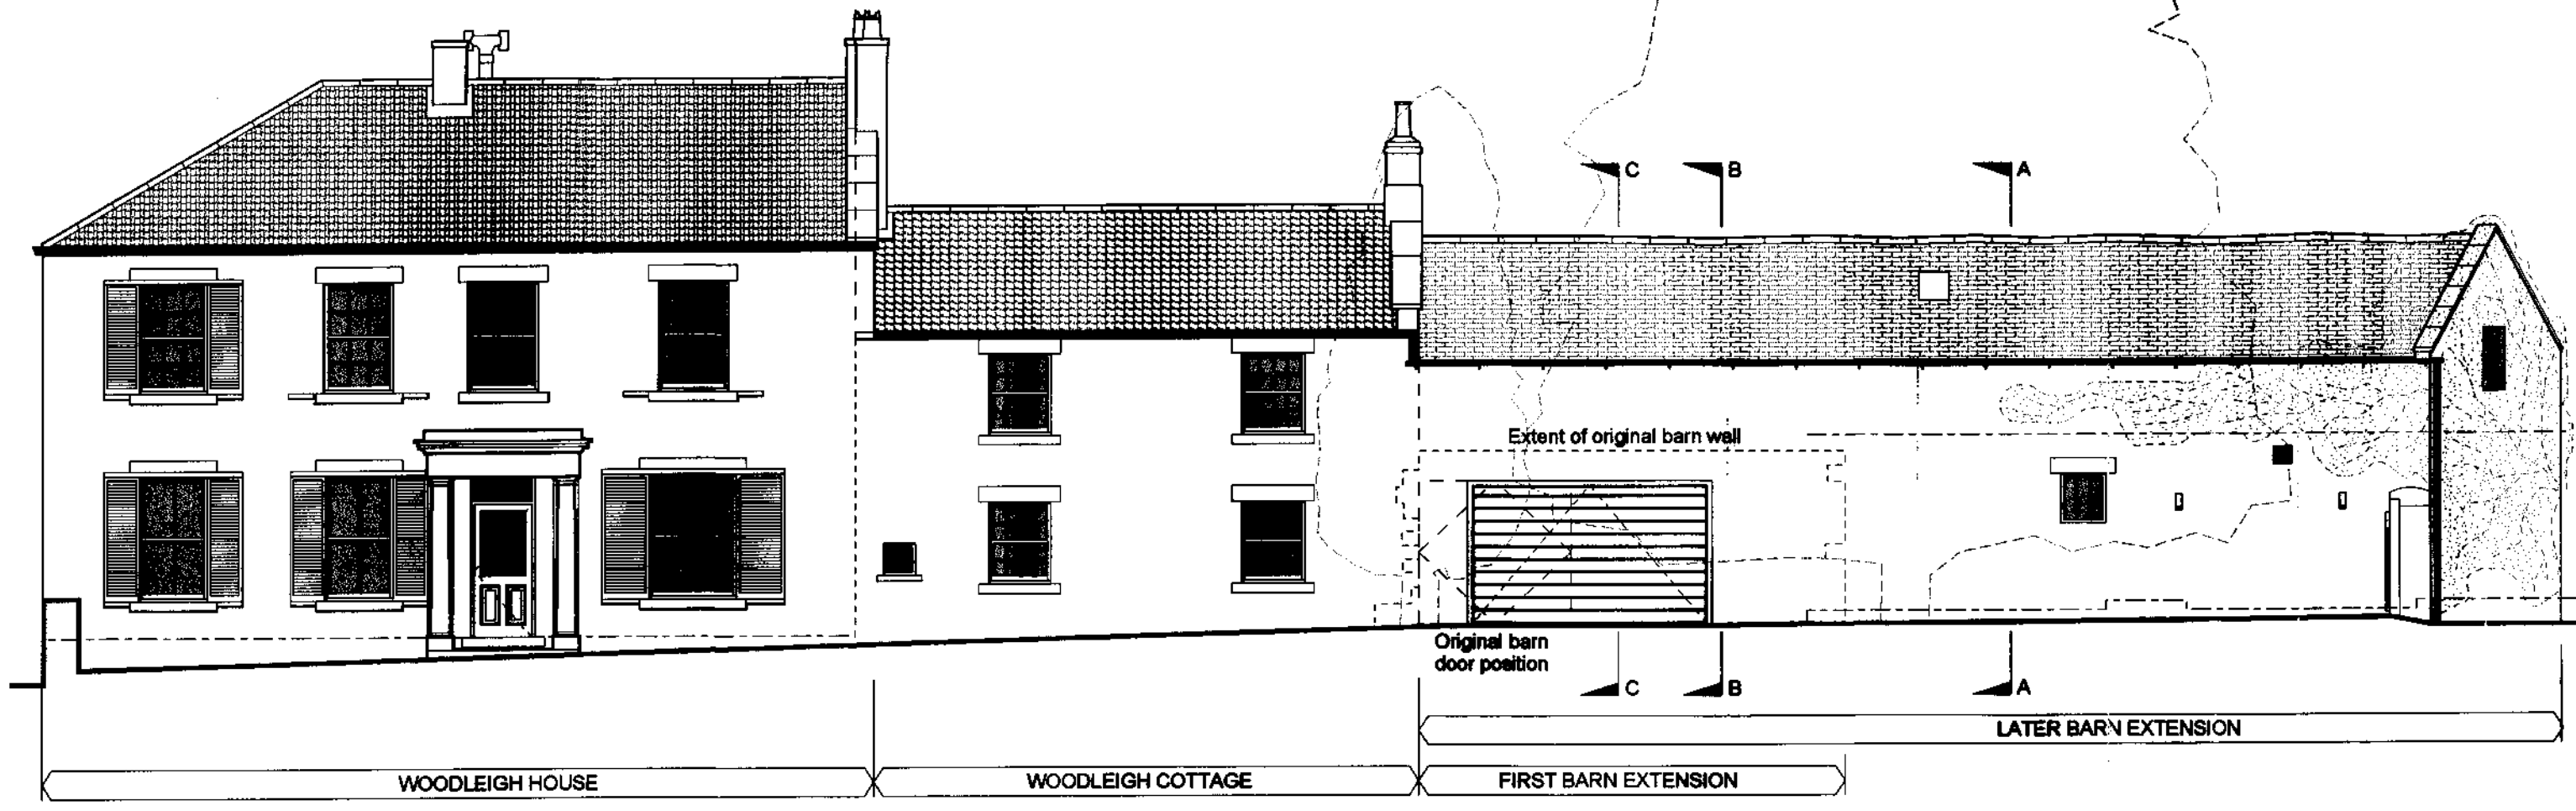 C B A
Extent of original barn wall
Original barn
door position
C B A
LATER BARN EXTENSION
WOODLEIGH HOUSE WOODLEIGH COTTAGE FIRST BARN EXTENSION